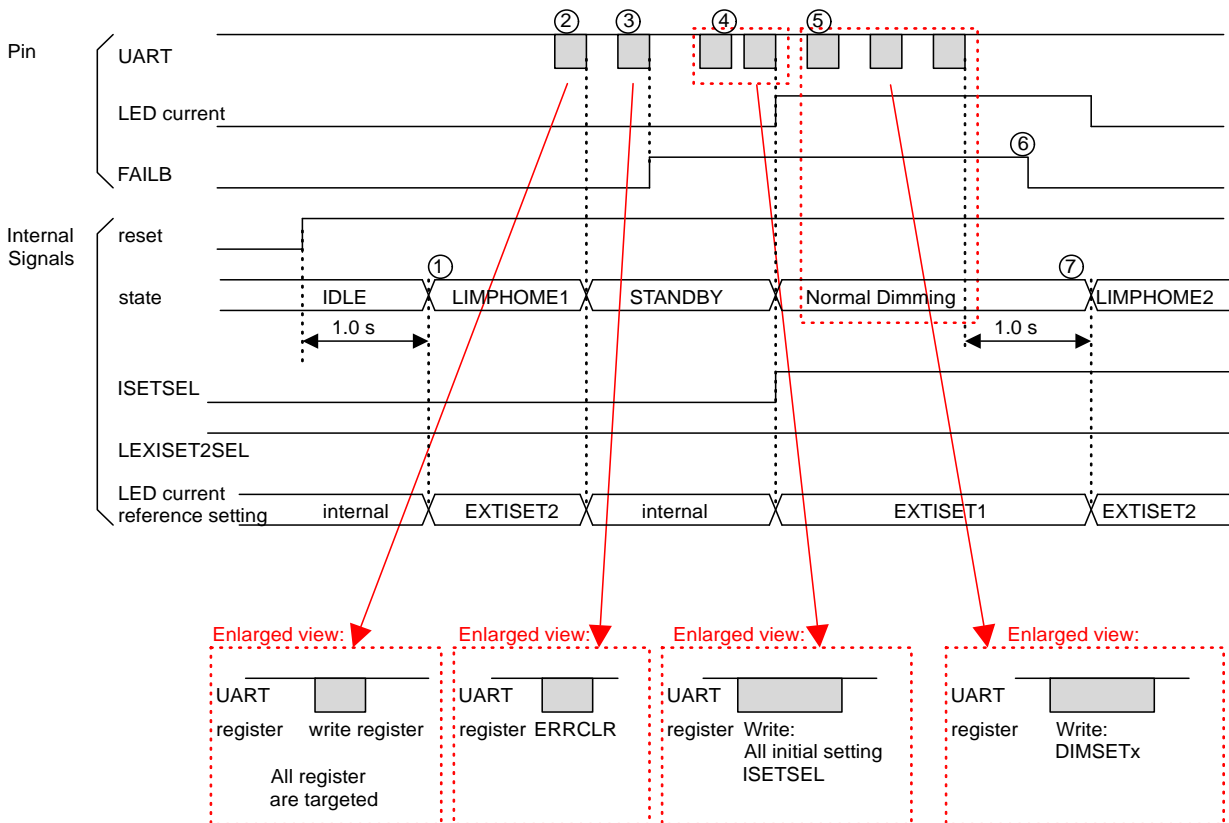 ② ③ ④ ⑤
Pin
UART
LED current
⑥
FAILB
Internal
Signals
reset
① ⑦
state IDLE LIMPHOME1 STANDBY Normal Dimming LIMPHOME2
1.0 s 1.0 s
ISETSEL
LEXISET2SEL
LED current
reference setting internal EXTISET2 internal EXTISET1 EXTISET2
Enlarged view: Enlarged view: Enlarged view: Enlarged view:
UART
register write register
All register
are targeted
UART
register ERRCLR
UART
register Write:
All initial setting
ISETSEL
UART
register Write:
DIMSETx